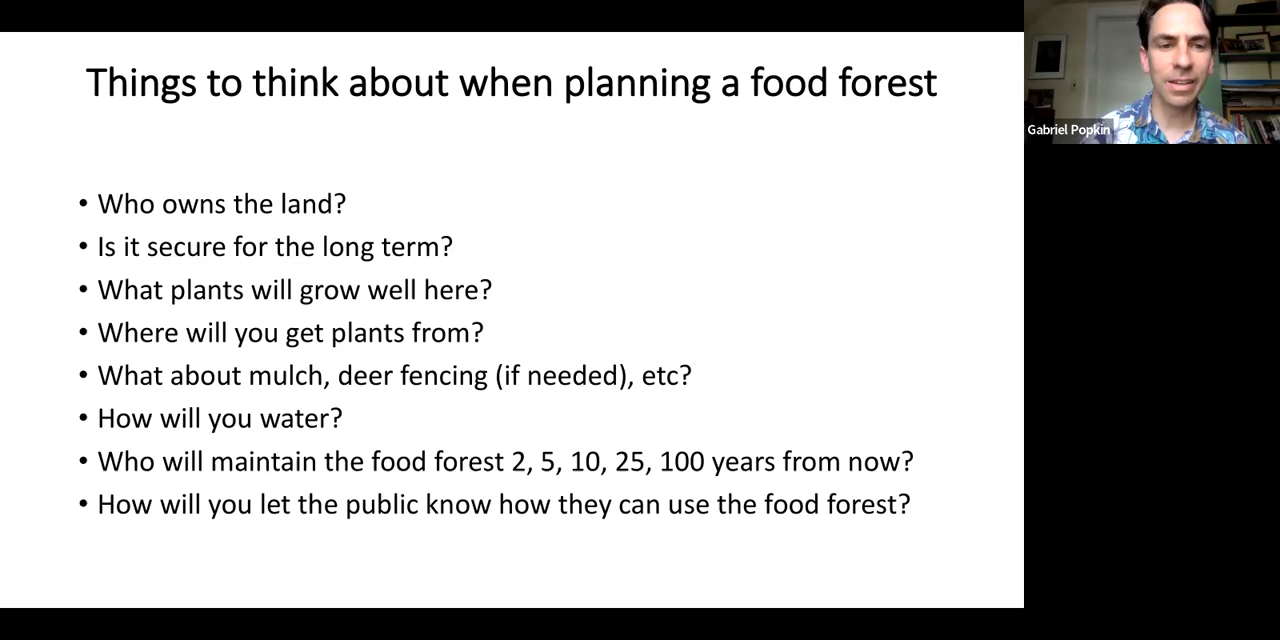 Things to think about when planning a food forest
Gabriel Popkin
• Who owns the land?
• Is it secure for the long term?
• What plants will grow well here?
• Where will you get plants from?
• What about mulch, deer fencing (if needed), etc?
• How will you water?
• Who will maintain the food forest 2, 5, 10, 25, 100 years from now?
• How will you let the public know how they can use the food forest?